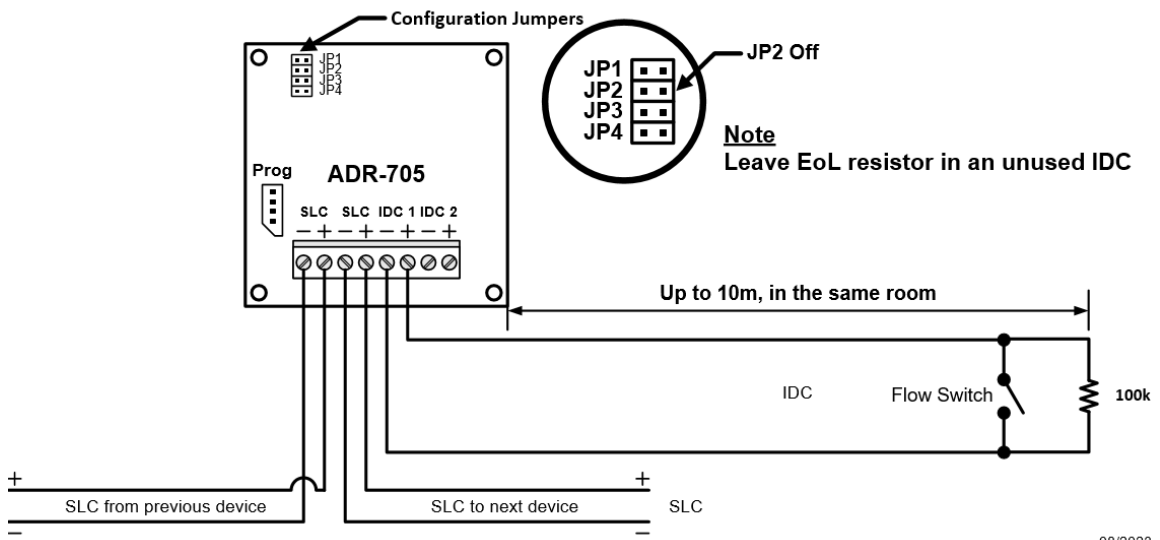 Configuration Jumpers
JP1
JP2
JP3
JP4
JP1
JP2
JP3
JP4
JP2 Off
Note
Leave EoL resistor in an unused IDC
Prog
ADR-705
SLC SLC IDC 1 IDC 2
− + − + − + − +
Up to 10m, in the same room
IDC
Flow Switch
100k
+ +
SLC from previous device SLC to next device SLC
− −